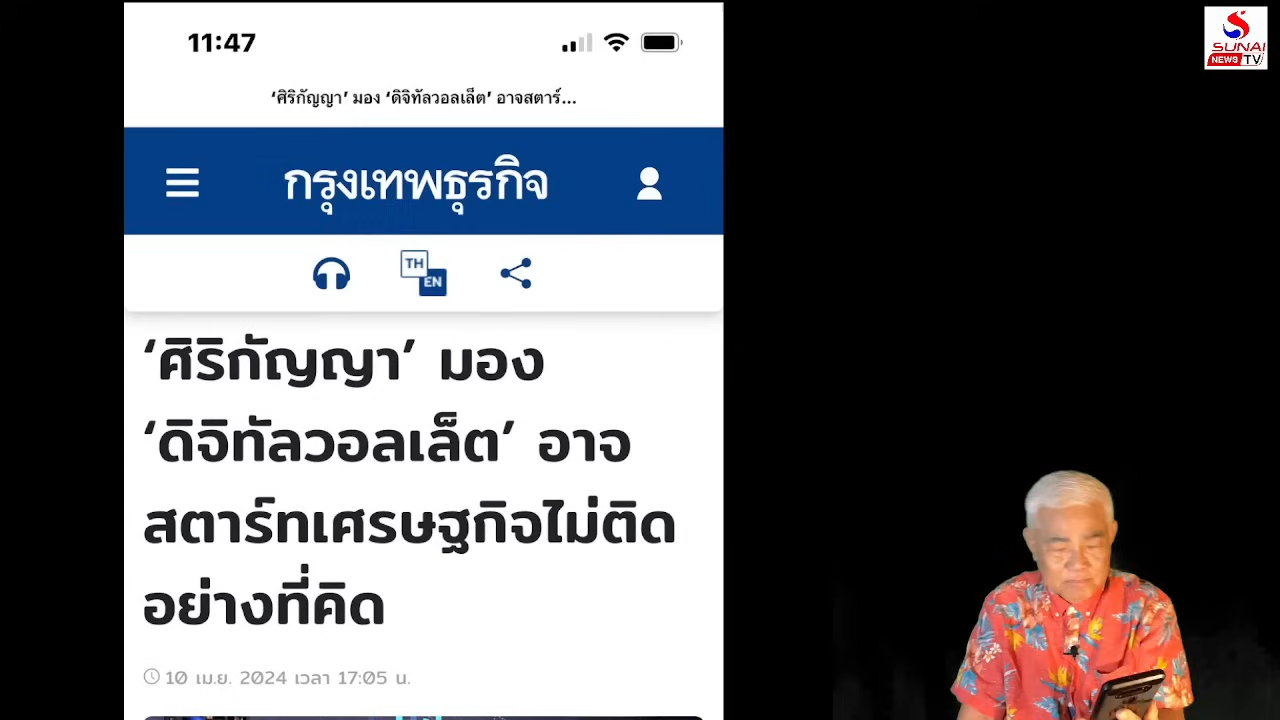 11:47
‘ศิริกัญญา’ มอง ‘ดิจิทัลวอลเล็ต’ อาจสตาร์...
กรุงเทพธุรกิจ
TH
EN
‘ศิริกัญญา’ มอง
‘ดิจิทัลวอลเล็ต’ อาจ
สตาร์ทเศรษฐกิจไม่ติด
อย่างที่คิด
10 เม.ย. 2024 เวลา 17:05 น.
SUNAI
NEWS TV